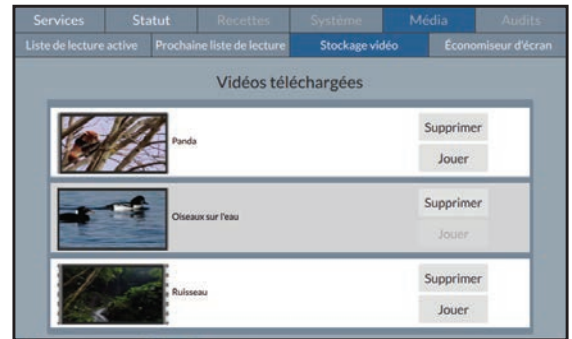 Services Statut Recettes Système Média Audits
Liste de lecture active Prochaine liste de lecture Stockage vidéo Économiseur d'écran
Vidéos téléchargées
Panda
Supprimer
Jouer
Oiseaux sur l'eau
Supprimer
Jouer
Ruisseau
Supprimer
Jouer